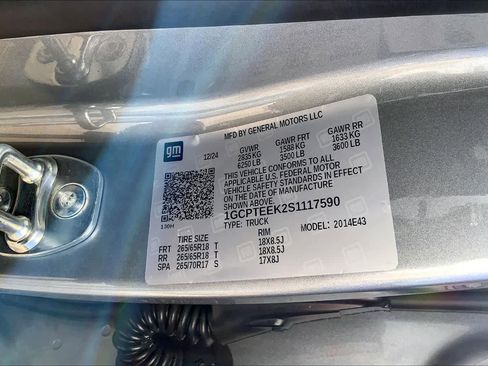 gm
MFD BY GENERAL MOTORS LLC
12/24 GVWR GAWR FRT GAWR RR
2835 KG 1588 KG 1633 KG
6250 LB 3500 LB 3600 LB
THIS VEHICLE CONFORMS TO ALL
APPLICABLE U.S. FEDERAL MOTOR
VEHICLE SAFETY STANDARDS IN EFFECT
ON THE DATE OF MANUFACTURE
SHOWN ABOVE.
1GCPTEEK2S1117590
TYPE: TRUCK MODEL: 2014E43
130H
TIRE SIZE RIM
FRT 265/65R18 T 18X8.5J
RR 265/65R18 T 18X8.5J
SPA 265/70R17 S 17X8J